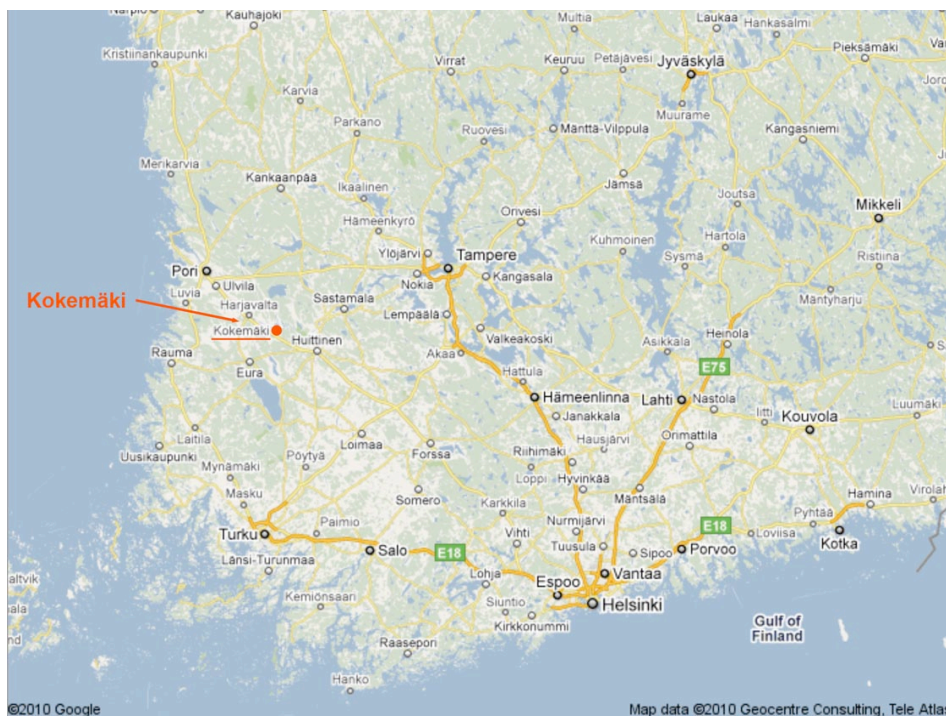 Kauhajoki
Multia
Laukaa
Hankasalmi
Kristiinankaupunki
Virrat
Keuruu
Petäjävesi
Jyväskylä
Pieksämäki
Karvia
Muurame
Parkano
Ruovesi
Mänttä-Vilppula
Kangasniemi
Merikarvia
Kankaanpää
Ikaalinen
Jämsä
Joutsa
Mikkeli
Hämeenkyrö
Orivesi
Kuhmoinen
Hartola
Ylöjärvi
Tampere
Sysmä
Ristiina
Pori
Nokia
Kangasala
Ulvila
Luvia
Sastamala
Mäntyharju
Kokemäki
Harjavalta
Lempäälä
Kokemäki
Huittinen
Valkeakoski
Asikkala
Heinola
Rauma
Akaa
Eura
Hattula
E75
Hämeenlinna
Lahti
Nastola
Janakkala
Iitti
Kouvola
Luumäki
Laitila
Loimaa
Forssa
Hausjärvi
Orimattila
Uusikaupunki
Mynämäki
Pöytyä
Riihimäki
Loppi
Hyvinkää
Masku
Somero
Karkkila
Mäntsälä
Hamina
Virolah
Turku
Paimio
Nurmijärvi
E18
Pyhtää
Loviisa
Kotka
Salo
E18
Vihti
Tuusula
Sipoo
Porvoo
Länsi-Turunmaa
Lohja
Espoo
Vantaa
Kemiönsaari
Siuntio
Helsinki
Kirkkonummi
Gulf of
Finland
Raasepori
Hanko
©2010 Google
Map data ©2010 Geocentre Consulting, Tele Atlas